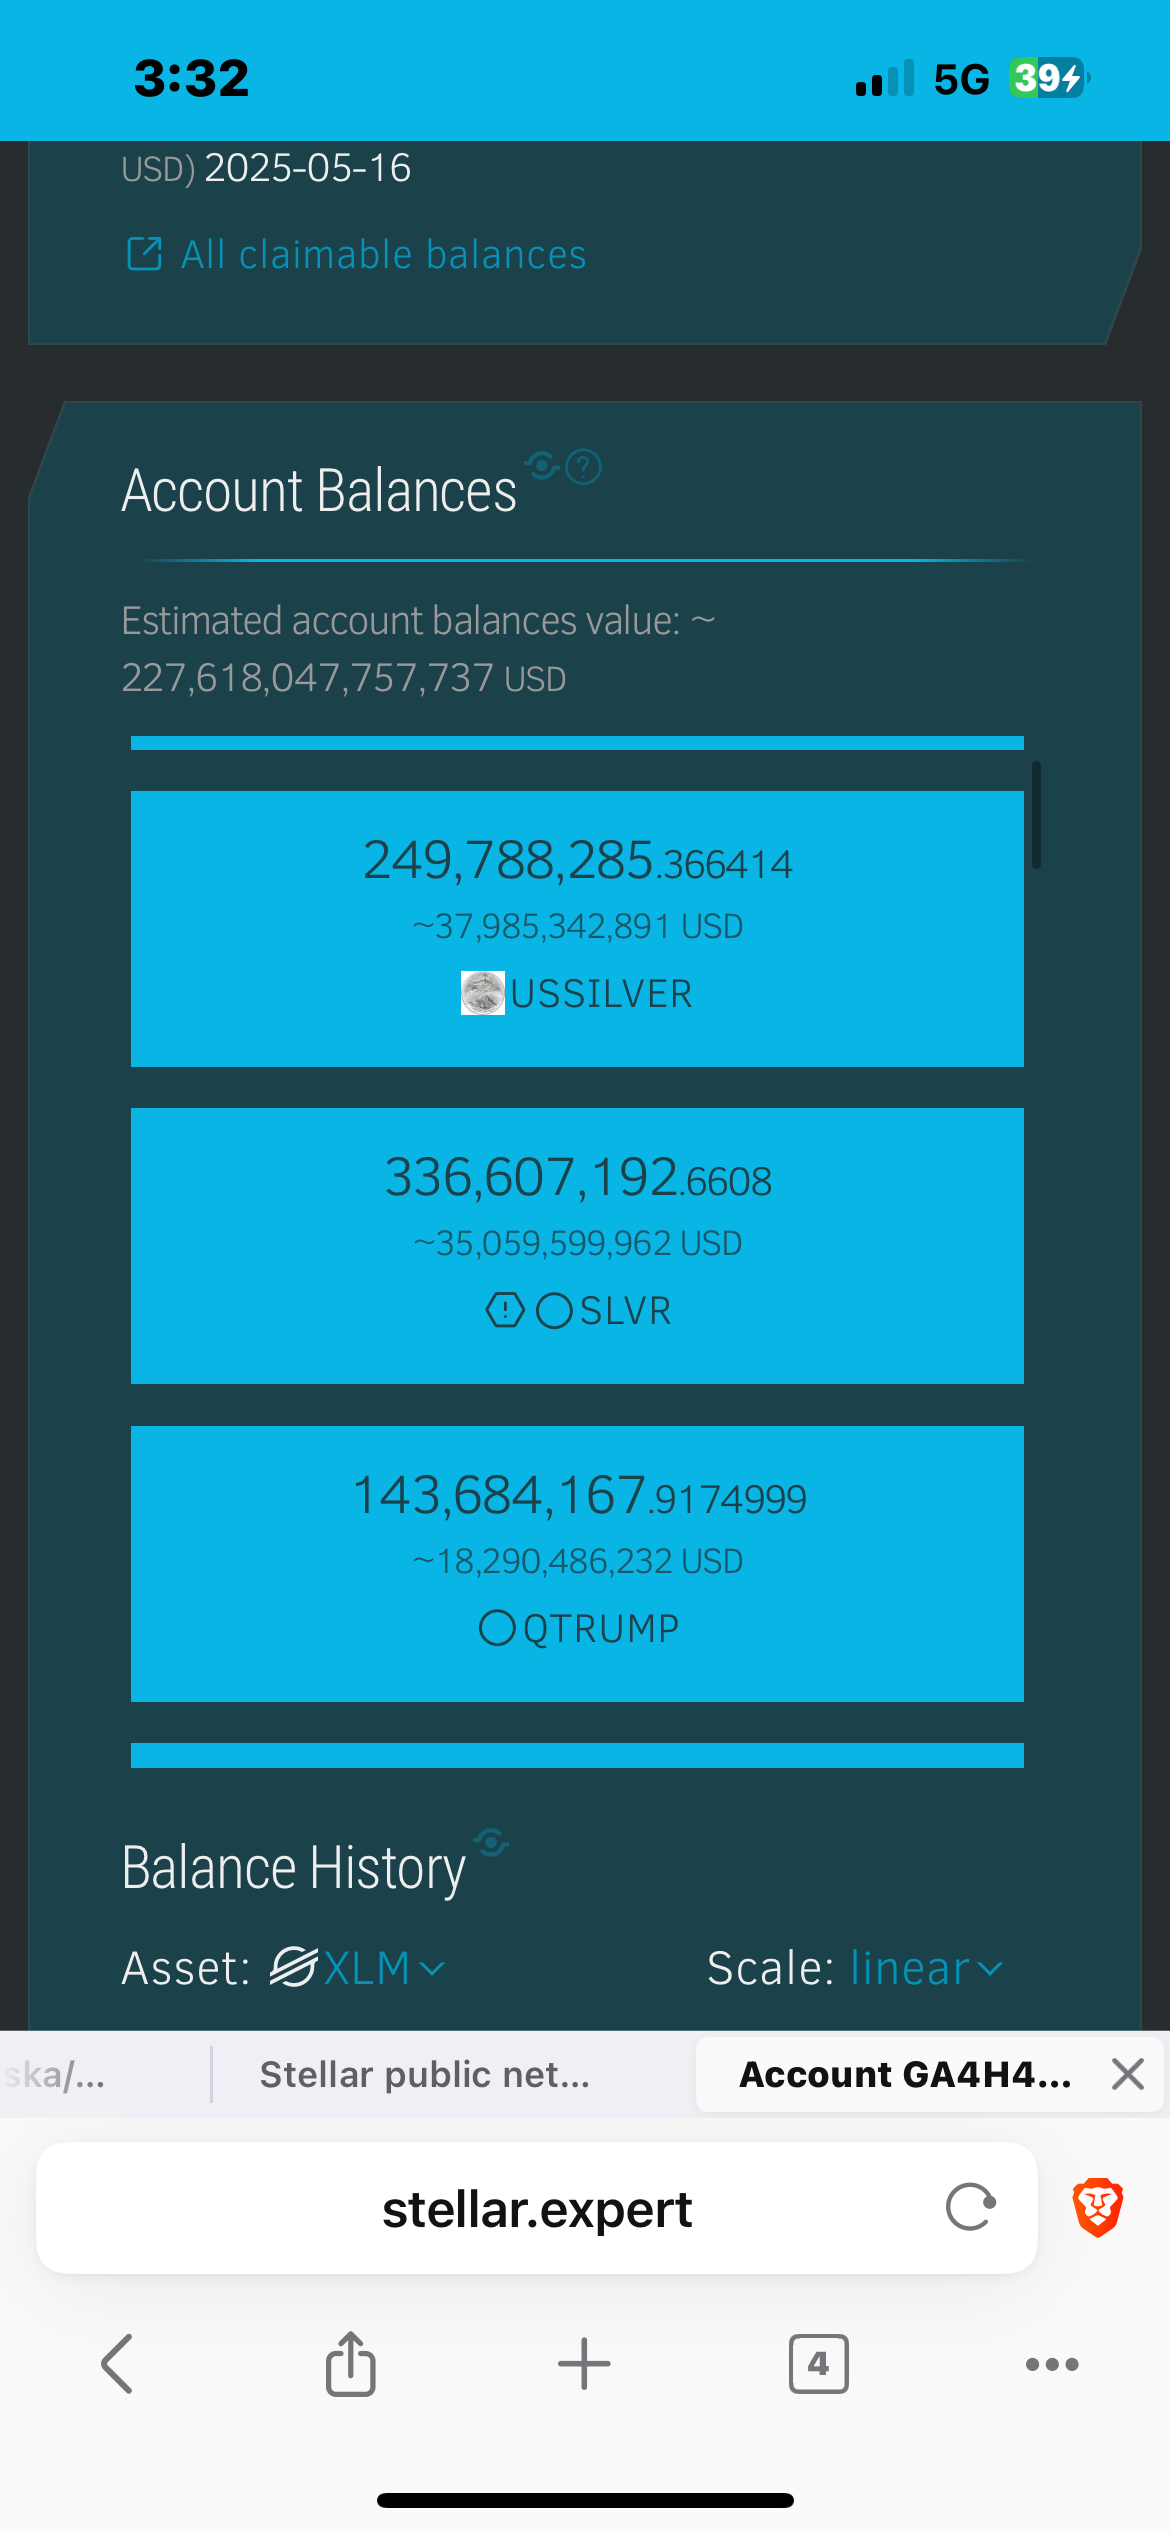 3:32
5G 39
USD) 2025-05-16
All claimable balances
Account Balances
Estimated account balances value: ~
227,618,047,757,737 USD
249,788,285.366414
~37,985,342,891 USD
USSILVER
336,607,192.6608
~35,059,599,962 USD
SLVR
143,684,167.9174999
~18,290,486,232 USD
QTRUMP
Balance History
Asset: XLM Scale: linear
ska/... Stellar public net... Account GA4H4...
stellar.expert
4